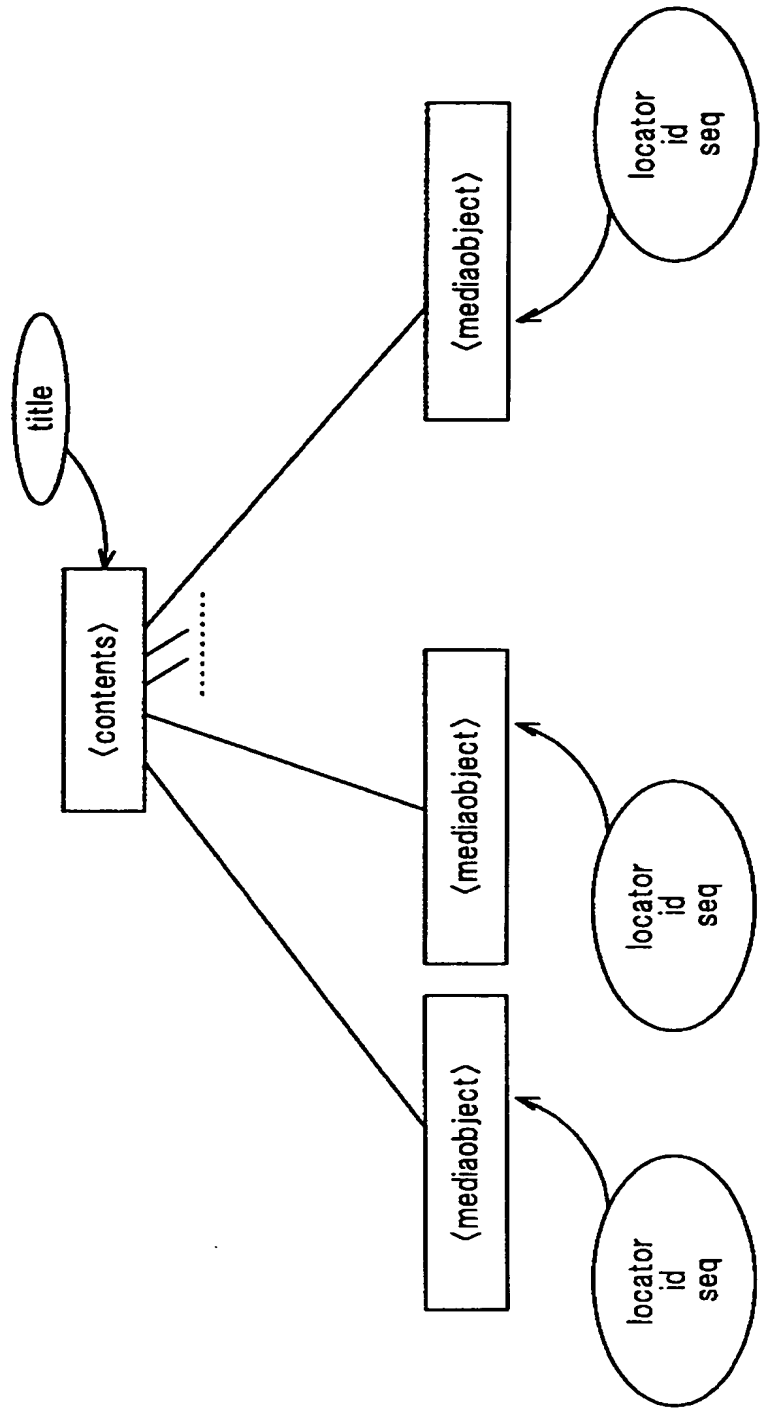 title
<contents>
<mediaobject>
<mediaobject>
<mediaobject>
locator
id
seq
locator
id
seq
locator
id
seq